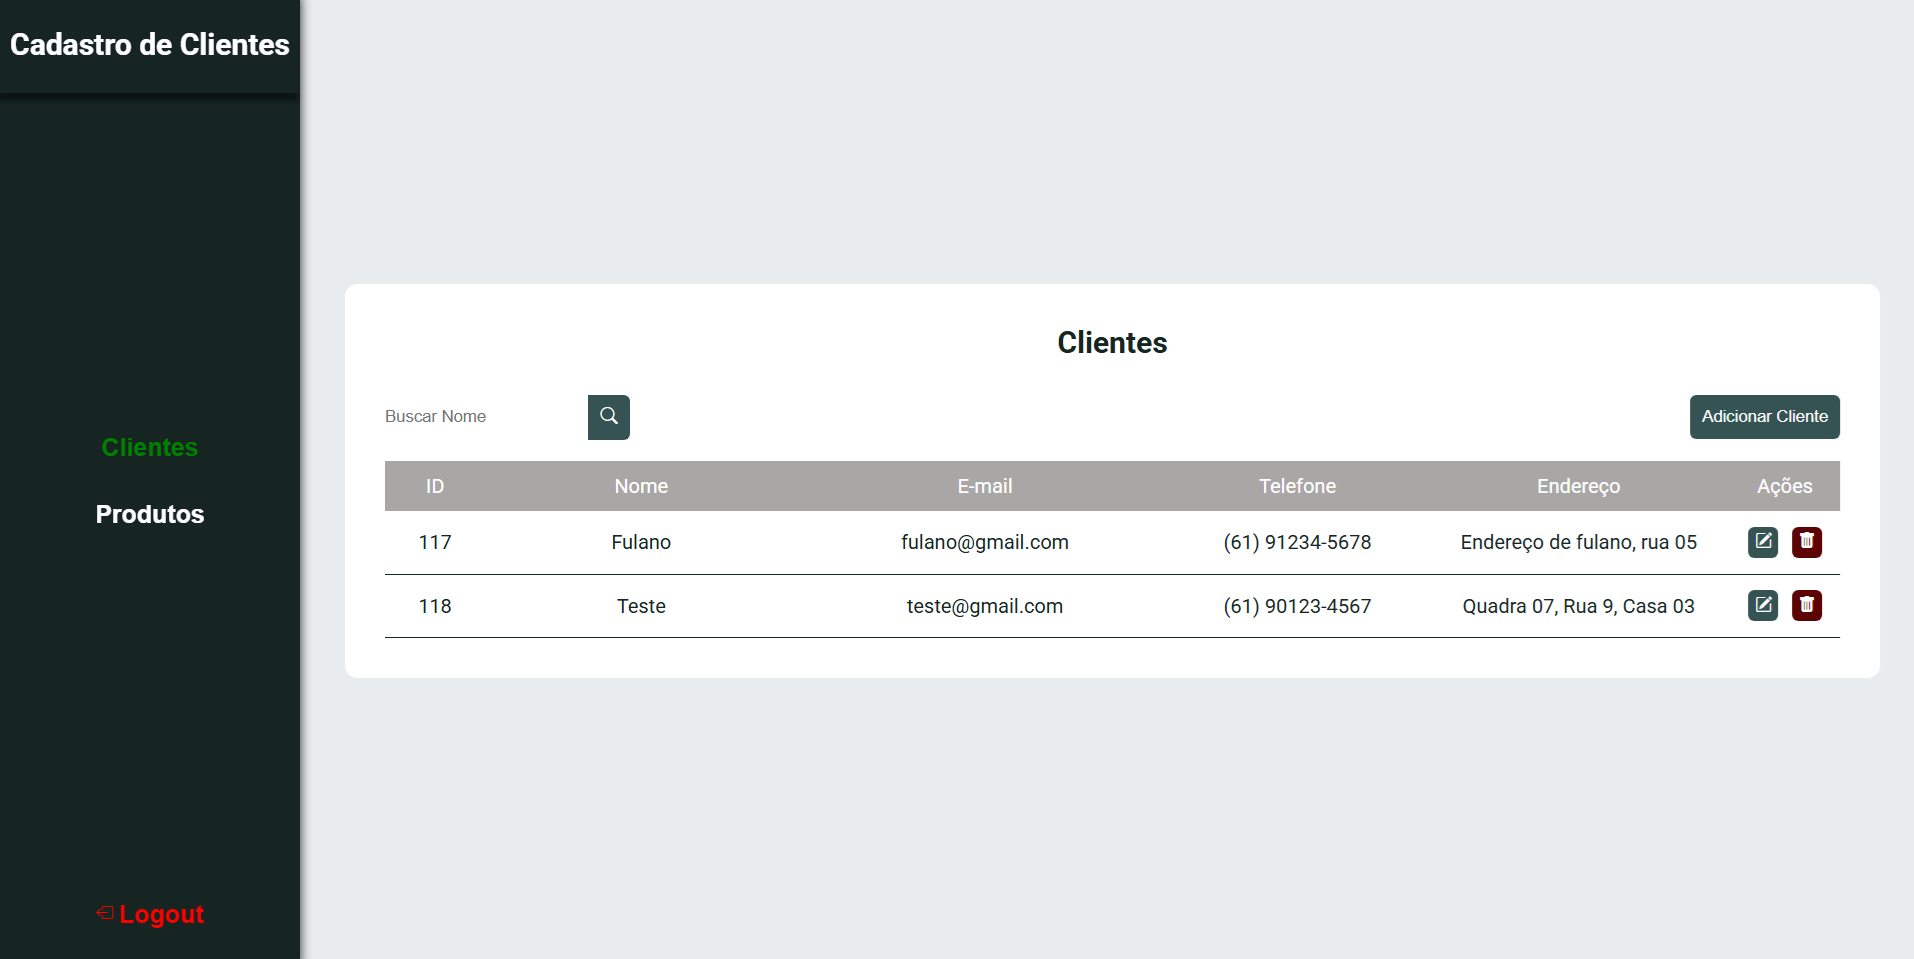 Cadastro de Clientes
Clientes
Produtos
Logout
Clientes
Buscar Nome
Adicionar Cliente
ID Nome E-mail Telefone Endereço Ações
117 Fulano fulano@gmail.com (61) 91234-5678 Endereço de fulano, rua 05
118 Teste teste@gmail.com (61) 90123-4567 Quadra 07, Rua 9, Casa 03